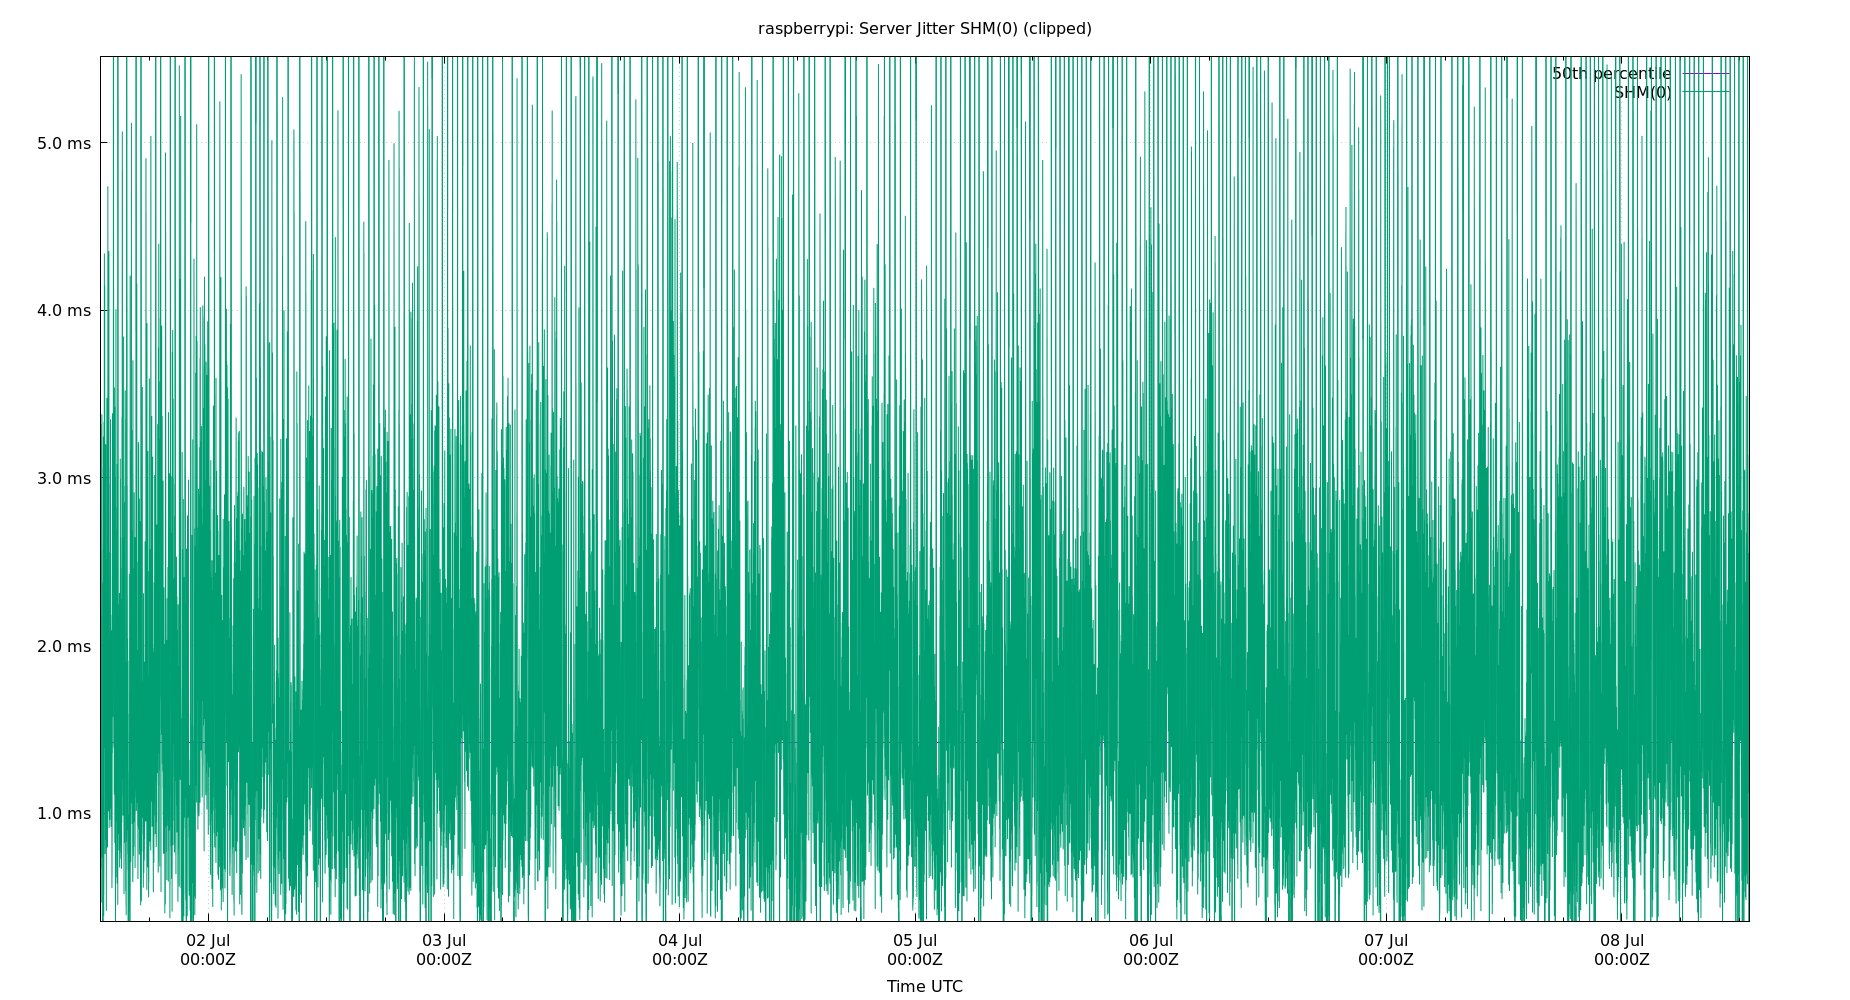 raspberrypi: Server Jitter SHM(0) (clipped)
50th percentile
SHM(0)
5.0 ms
4.0 ms
3.0 ms
2.0 ms
1.0 ms
02 Jul 03 Jul 04 Jul 05 Jul 06 Jul 07 Jul 08 Jul
00:00Z 00:00Z 00:00Z 00:00Z 00:00Z 00:00Z 00:00Z
Time UTC